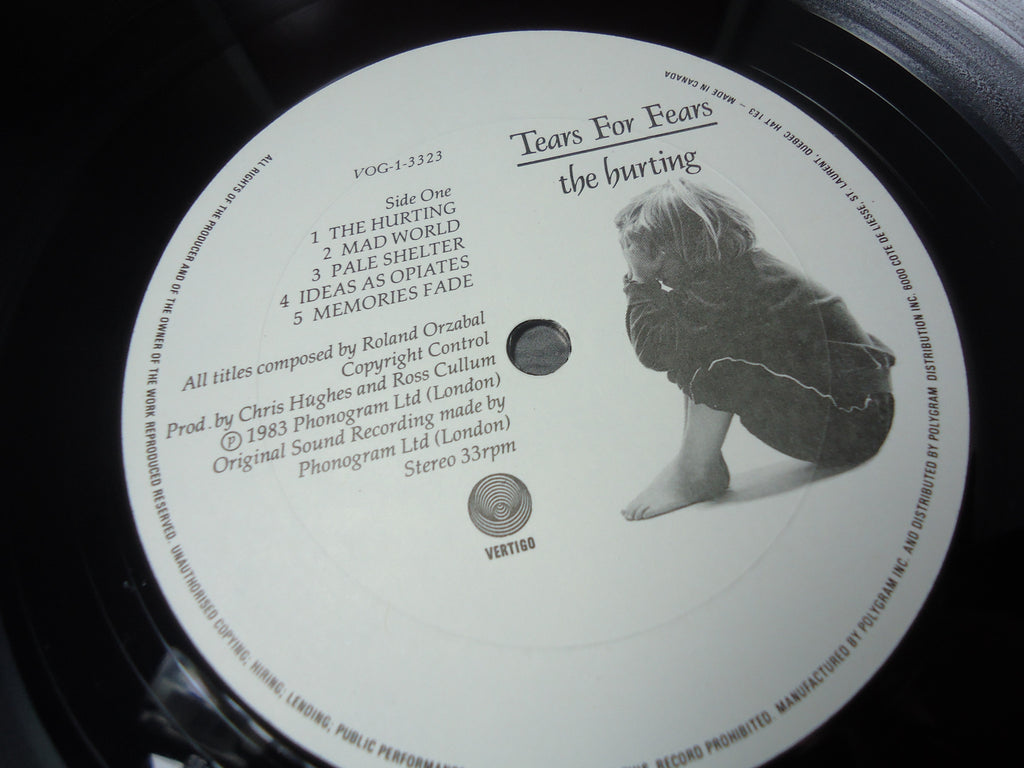 Tears For Fears
the hurting
VOG-1-3323
Side One
1 THE HURTING
2 MAD WORLD
3 PALE SHELTER
4 IDEAS AS OPIATES
5 MEMORIES FADE
All titles composed by Roland Orzabal
Copyright Control
Prod. by Chris Hughes and Ross Cullum
Ⓟ 1983 Phonogram Ltd (London)
Original Sound Recording made by
Phonogram Ltd (London)
Stereo 33rpm
VERTIGO
ALL RIGHTS OF THE PRODUCER AND OF THE OWNER OF THE WORK REPRODUCED RESERVED. UNAUTHORISED COPYING, HIRING, LENDING, PUBLIC
RECORD PROHIBITED. MANUFACTURED BY POLYGRAM INC. AND DISTRIBUTED BY POLYGRAM DISTRIBUTION INC. 6000 COTE DE LIESSE, ST. LAURENT, QUEBEC H4T 1E3 – MADE IN CANADA